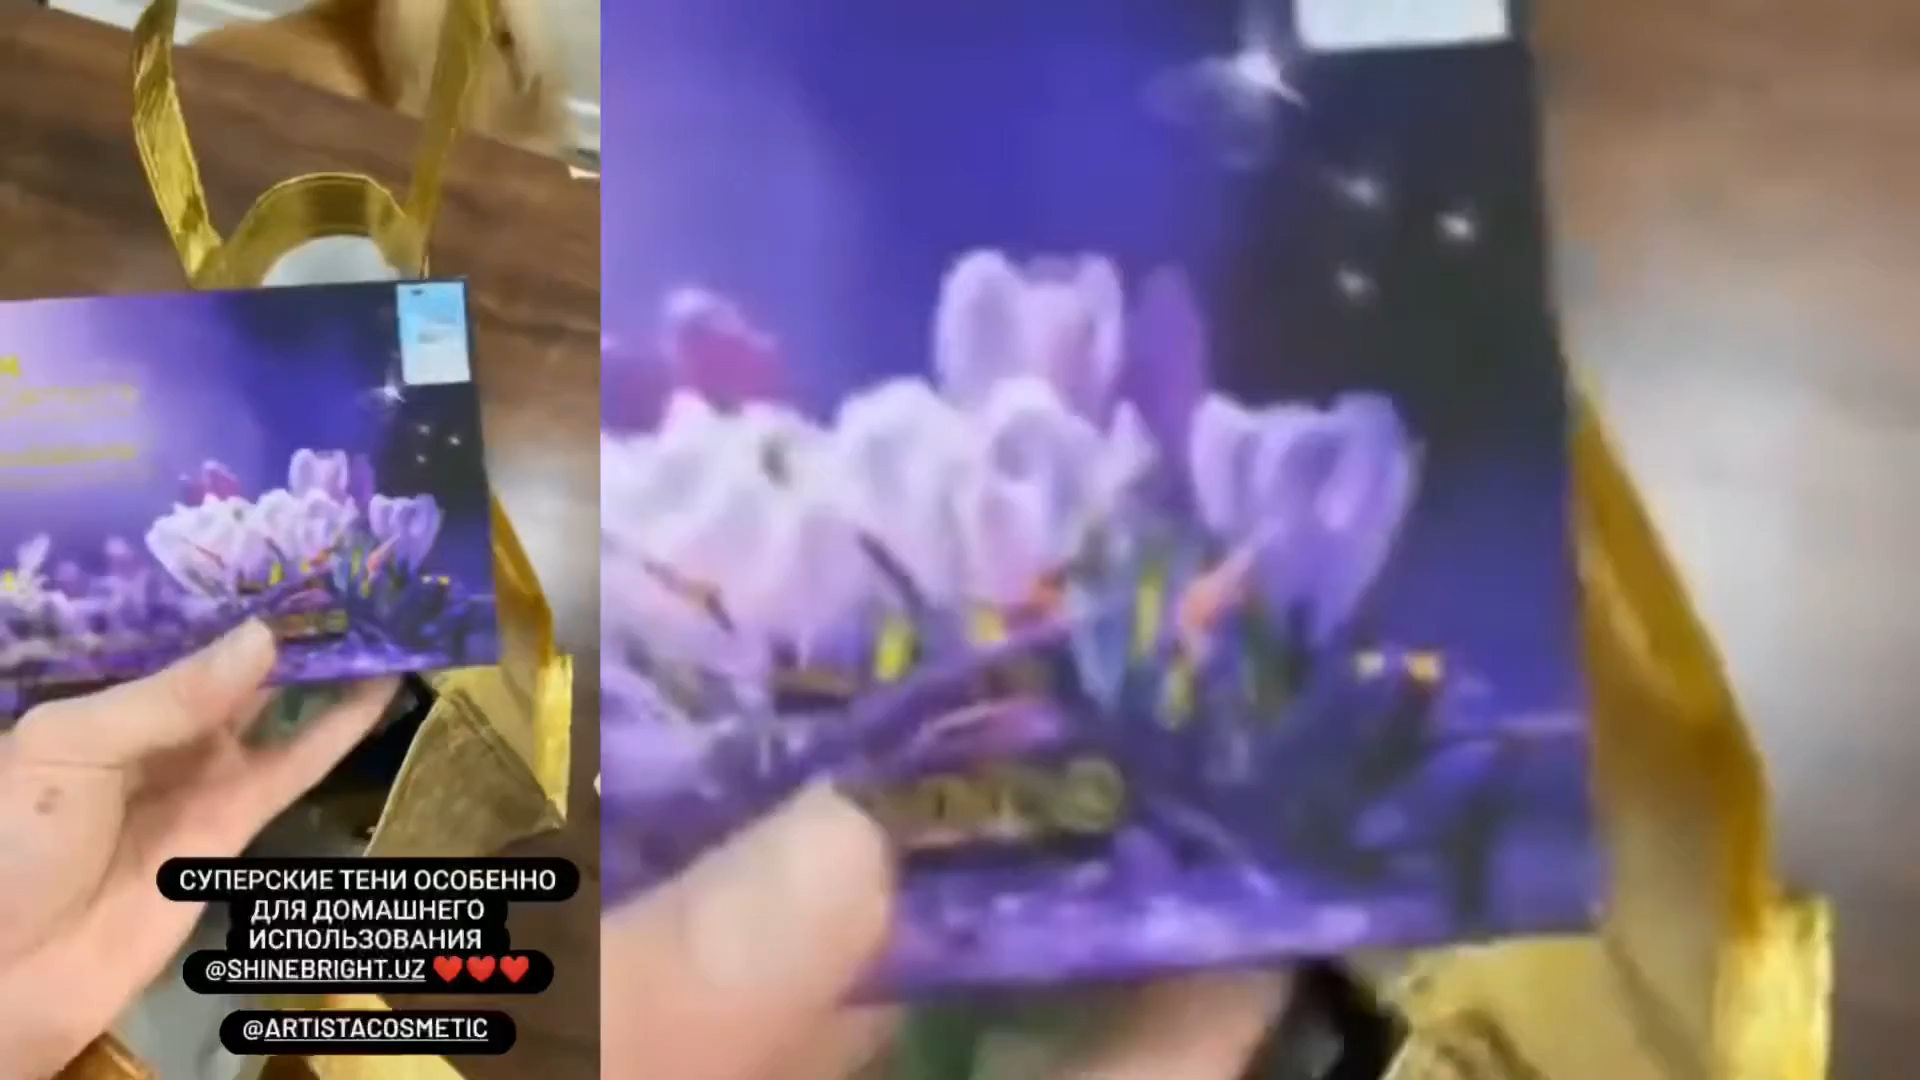 СУПЕРСКИЕ ТЕНИ ОСОБЕННО
ДЛЯ ДОМАШНЕГО
ИСПОЛЬЗОВАНИЯ
@SHINEBRIGHT.UZ ❤️❤️❤️
@ARTISTACOSMETIC